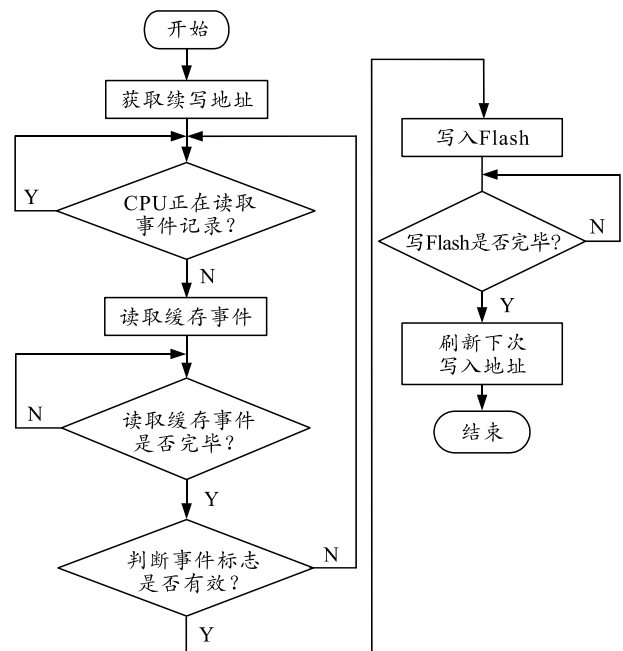 开始
获取续写地址
CPU正在读取
事件记录？
Y
N
读取缓存事件
读取缓存事件
是否完毕？
N
Y
判断事件标志
是否有效？
N
Y
写入Flash
写Flash是否完毕？
N
Y
刷新下次
写入地址
结束